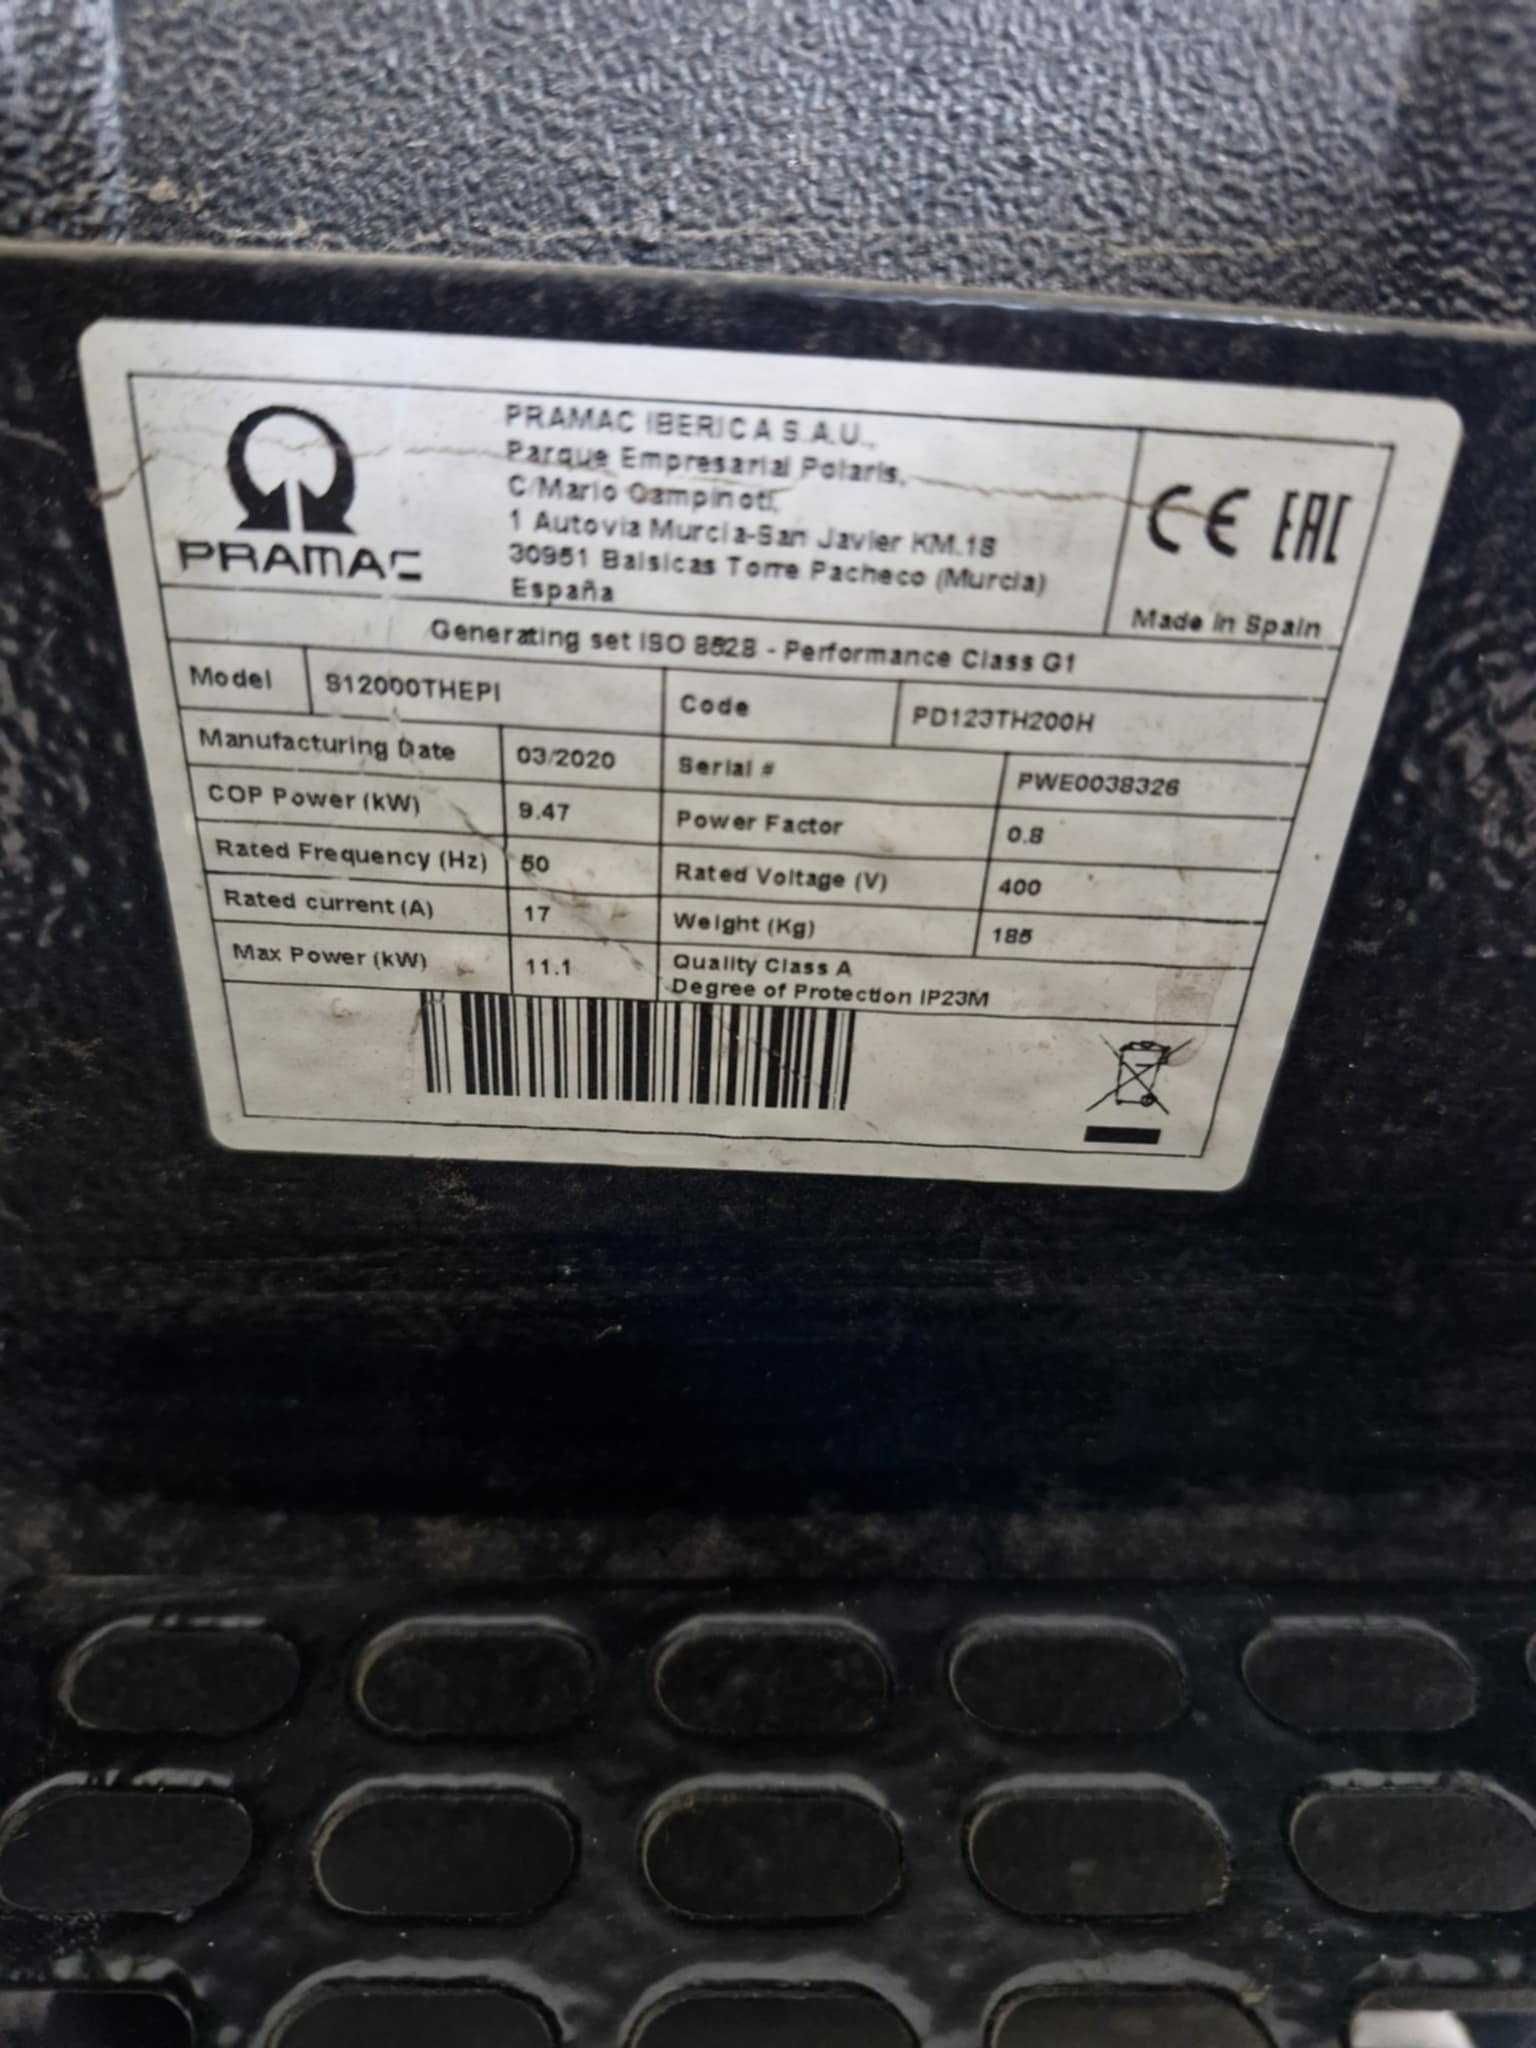 PRAMAC
PRAMAC IBERICA S.A.U.,
Parque Empresarial Polaris,
C/Mario Campinoti,
1 Autovia Murcia-San Javier KM.18
30951 Balsicas Torre Pacheco (Murcia)
España
CE EAC
Made in Spain
Generating set ISO 8528 - Performance Class G1
Model S12000THEPI Code PD123TH200H
Manufacturing Date 03/2020 Serial # PWE0038326
COP Power (kW) 9.47 Power Factor 0.8
Rated Frequency (Hz) 50 Rated Voltage (V) 400
Rated current (A) 17 Weight (Kg) 185
Max Power (kW) 11.1 Quality Class A
Degree of Protection IP23M